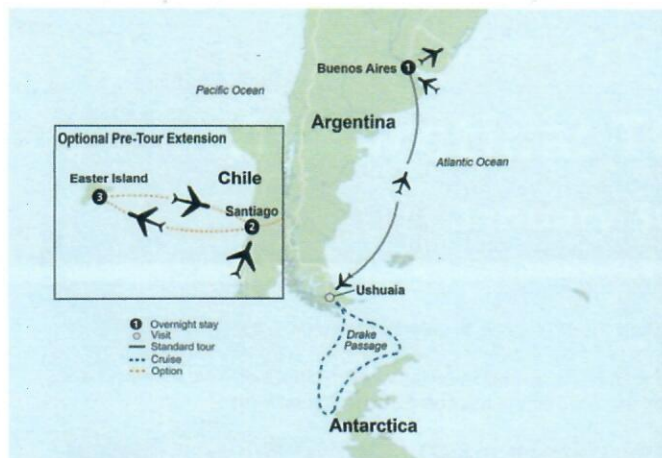 Buenos Aires
1
Pacific Ocean
Argentina
Optional Pre-Tour Extension
Atlantic Ocean
Easter Island
Chile
3
Santiago
2
Ushuaia
1 Overnight stay
Visit
Standard tour
Cruise
Option
Drake
Passage
Antarctica